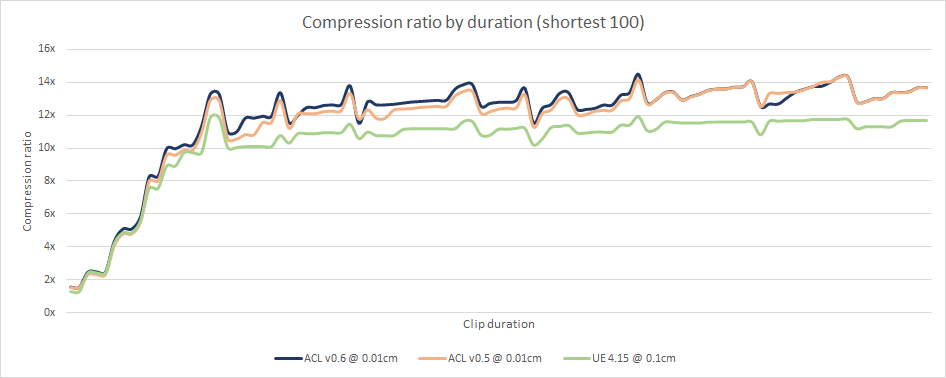 Compression ratio by duration (shortest 100)
16x
14x
12x
10x
8x
6x
4x
2x
0x
Compression ratio
Clip duration
ACL v0.6 @ 0.01cm
ACL v0.5 @ 0.01cm
UE 4.15 @ 0.1cm